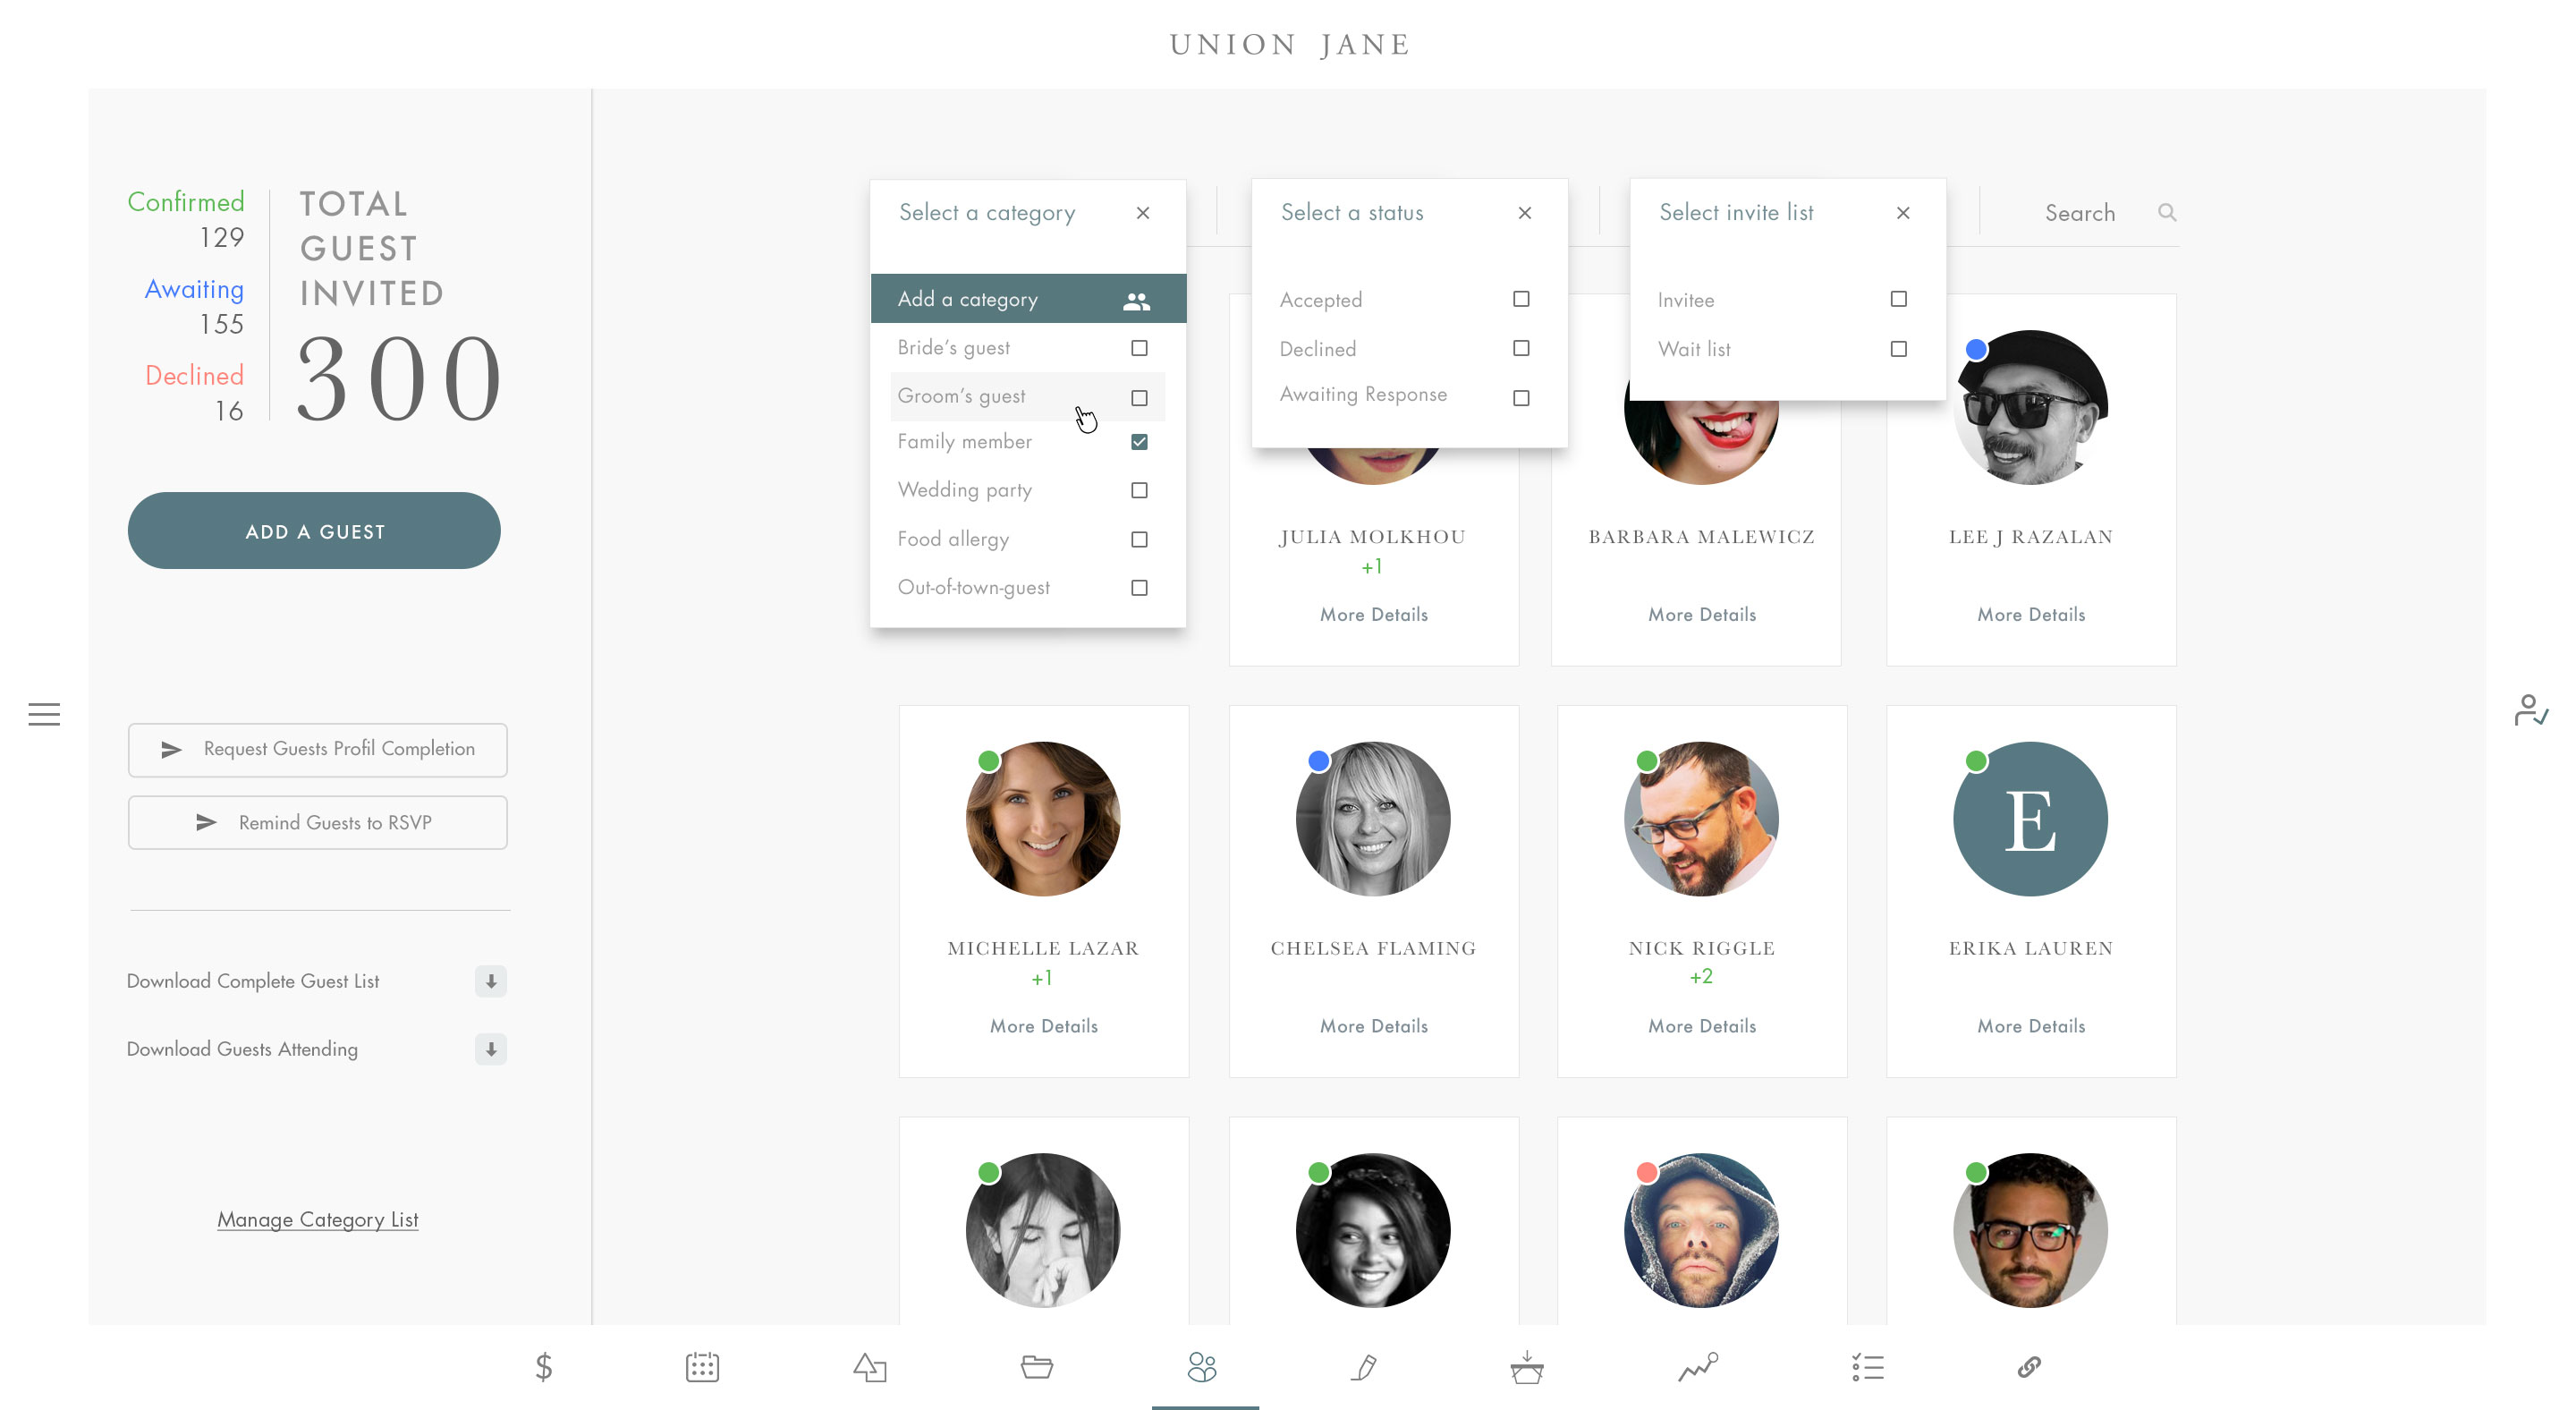 UNION JANE
Confirmed
129
Awaiting
155
Declined
16
TOTAL
GUEST
INVITED
300
ADD A GUEST
Request Guests Profil Completion
Remind Guests to RSVP
Download Complete Guest List
Download Guests Attending
Manage Category List
Select a category
Add a category
Bride’s guest
Groom’s guest
Family member
Wedding party
Food allergy
Out-of-town-guest
Select a status
Accepted
Declined
Awaiting Response
Select invite list
Invitee
Wait list
Search
JULIA MOLKHOU
+1
More Details
BARBARA MALEWICZ
More Details
LEE J RAZALAN
More Details
MICHELLE LAZAR
+1
More Details
CHELSEA FLAMING
More Details
NICK RIGGLE
+2
More Details
E
ERIKA LAUREN
More Details
$